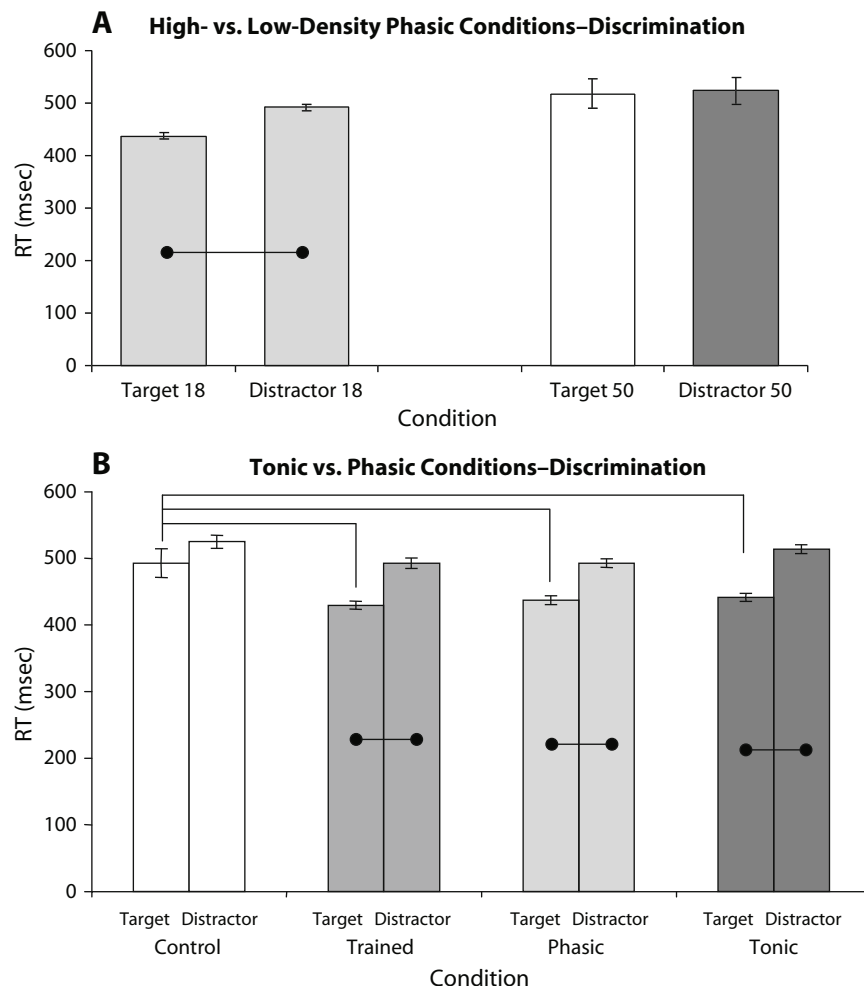 A High- vs. Low-Density Phasic Conditions–Discrimination
600
500
400
300
200
100
0
RT (msec)
Target 18 Distractor 18 Target 50 Distractor 50
Condition
B Tonic vs. Phasic Conditions–Discrimination
600
500
400
300
200
100
0
RT (msec)
Target Distractor Target Distractor Target Distractor Target Distractor
Control Trained Phasic Tonic
Condition